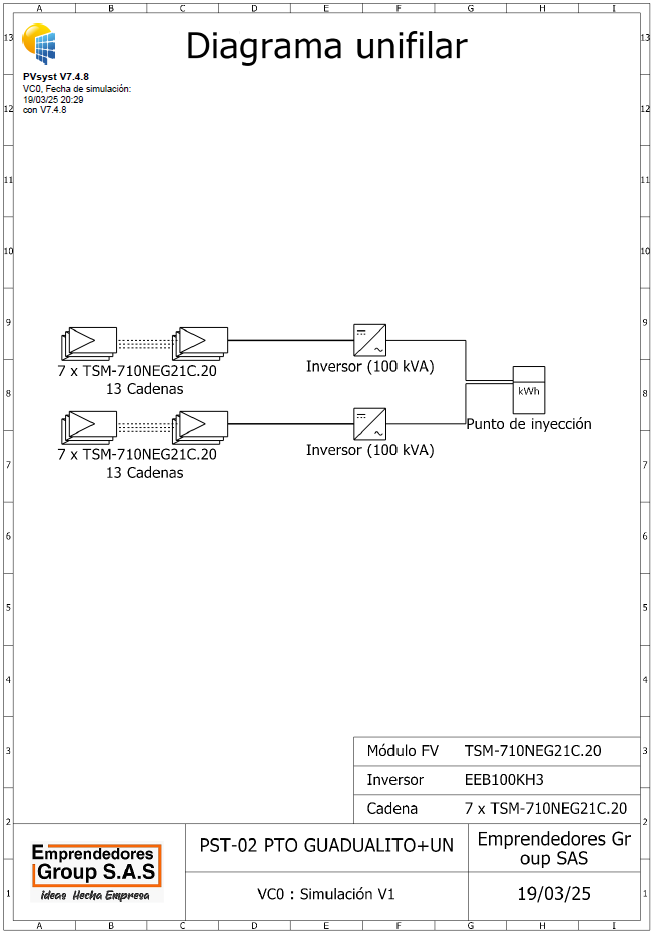 A B C D E F G H I
13 13
Diagrama unifilar
PVsyst V7.4.8
VC0, Fecha de simulación:
19/03/25 20:29
con V7.4.8
12 12
11 11
10 10
9 9
7 x TSM-710NEG21C.20
13 Cadenas
Inversor (100 kVA)
kWh
8 8
Punto de inyección
7 x TSM-710NEG21C.20
13 Cadenas
Inversor (100 kVA)
7 7
6 6
5 5
4 4
3 3
Módulo FV TSM-710NEG21C.20
Inversor EEB100KH3
Cadena 7 x TSM-710NEG21C.20
2 2
Emprendedores
Group S.A.S
ideas Hecha Empresa
PST-02 PTO GUADUALITO+UN
Emprendedores Gr
oup SAS
VC0 : Simulación V1
19/03/25
1 1
A B C D E F G H I